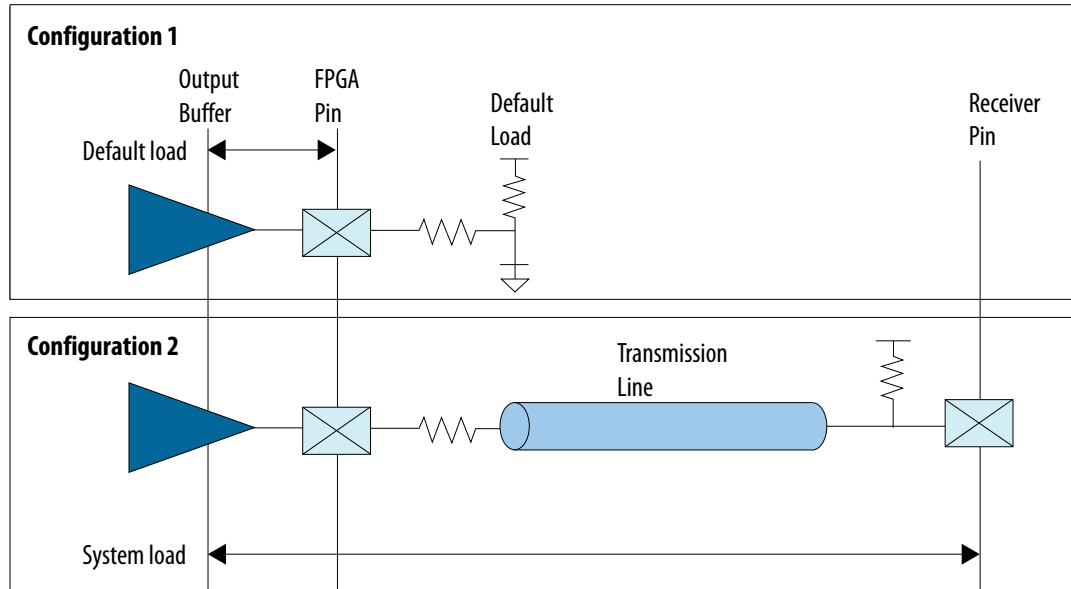 Configuration 1
Output
Buffer
FPGA
Pin
Default
Load
Receiver
Pin
Default load
Configuration 2
Transmission
Line
System load